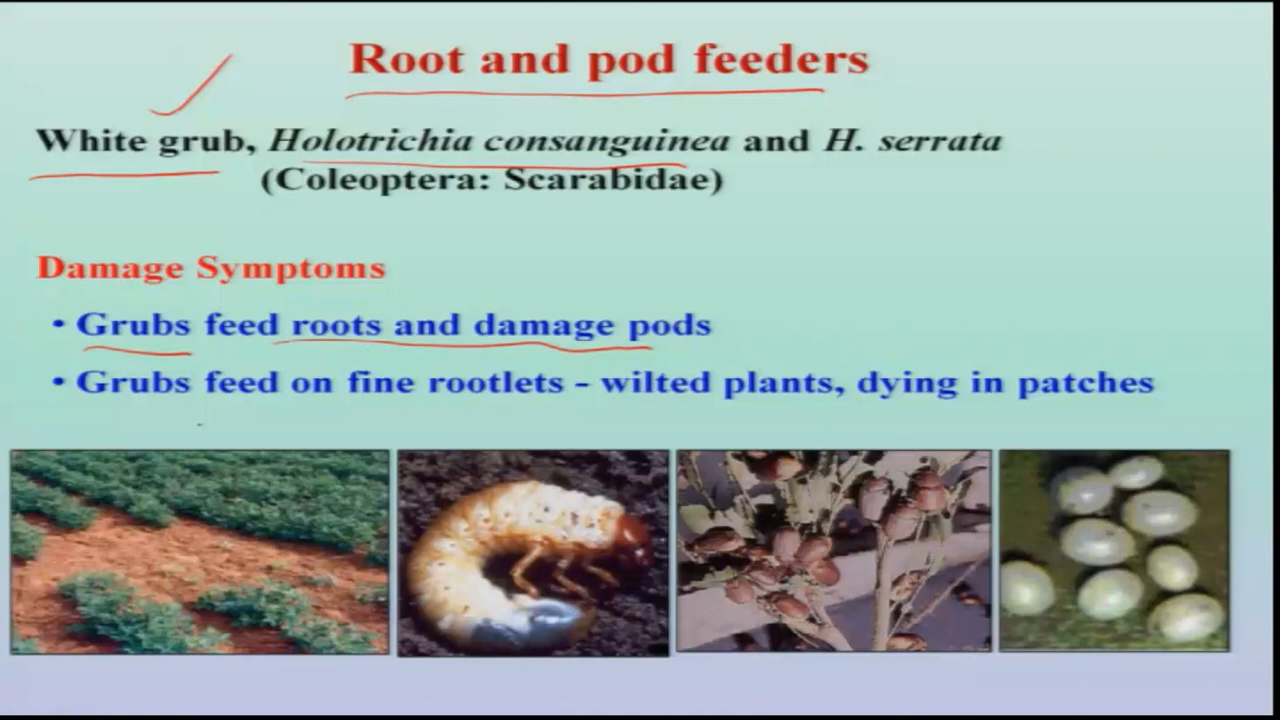 Root and pod feeders
White grub, Holotrichia consanguinea and H. serrata
(Coleoptera: Scarabidae)
Damage Symptoms
• Grubs feed roots and damage pods
• Grubs feed on fine rootlets - wilted plants, dying in patches